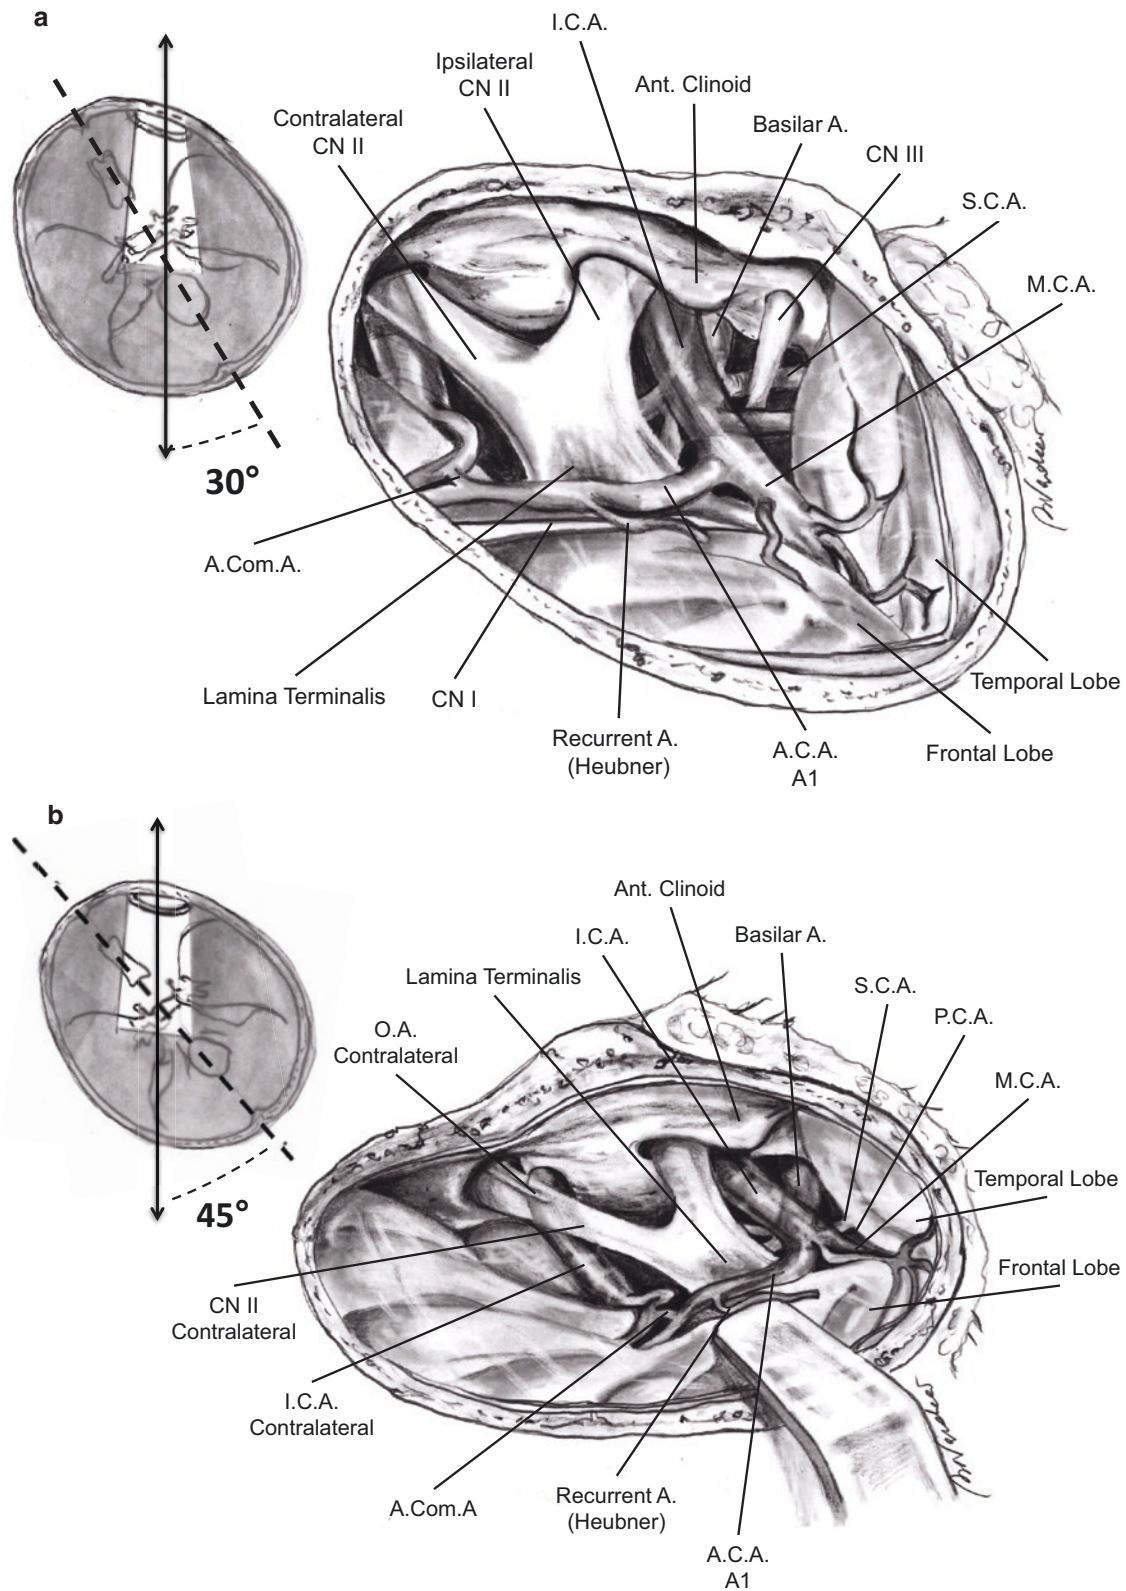 a
I.C.A.
Ipsilateral
CN II
Ant. Clinoid
Contralateral
CN II
Basilar A.
CN III
S.C.A.
M.C.A.
30°
A.Com.A.
Lamina Terminalis
CN I
Recurrent A.
(Heubner)
A.C.A.
A1
Temporal Lobe
Frontal Lobe
b
Ant. Clinoid
I.C.A.
Basilar A.
Lamina Terminalis
S.C.A.
O.A.
Contralateral
P.C.A.
M.C.A.
Temporal Lobe
45°
Frontal Lobe
CN II
Contralateral
I.C.A.
Contralateral
A.Com.A
Recurrent A.
(Heubner)
A.C.A.
A1